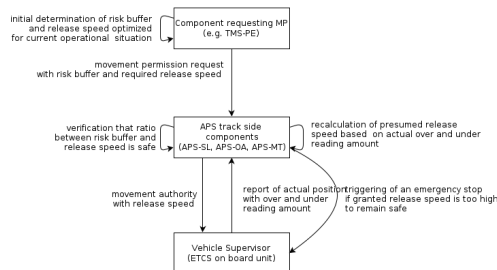 initial determination of risk buffer
and release speed optimized
for current operational situation
Component requesting MP
(e.g. TMS-PE)
movement permission request
with risk buffer and required release speed
verification that ratio
between risk buffer and
release speed is safe
APS track side
components
(APS-SL, APS-OA, APS-MT)
recalculation of presumed release
speed based on actual over and under
reading amount
movement authority
with release speed
report of actual position
with over and under
reading amount
triggering of an emergency stop
if granted release speed is too high
to remain safe
Vehicle Supervisor
(ETCS on board unit)